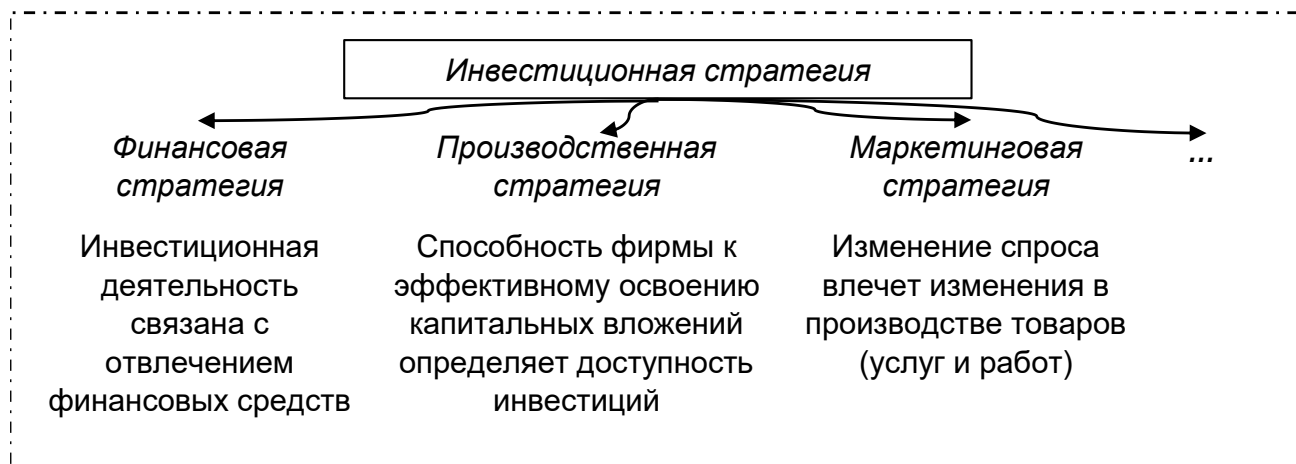 Инвестиционная стратегия
Финансовая
стратегия
Инвестиционная
деятельность
связана с
отвлечением
финансовых средств
Производственная
стратегия
Способность фирмы к
эффективному освоению
капитальных вложений
определяет доступность
инвестиций
Маркетинговая
стратегия
Изменение спроса
влечет изменения в
производстве товаров
(услуг и работ)
...